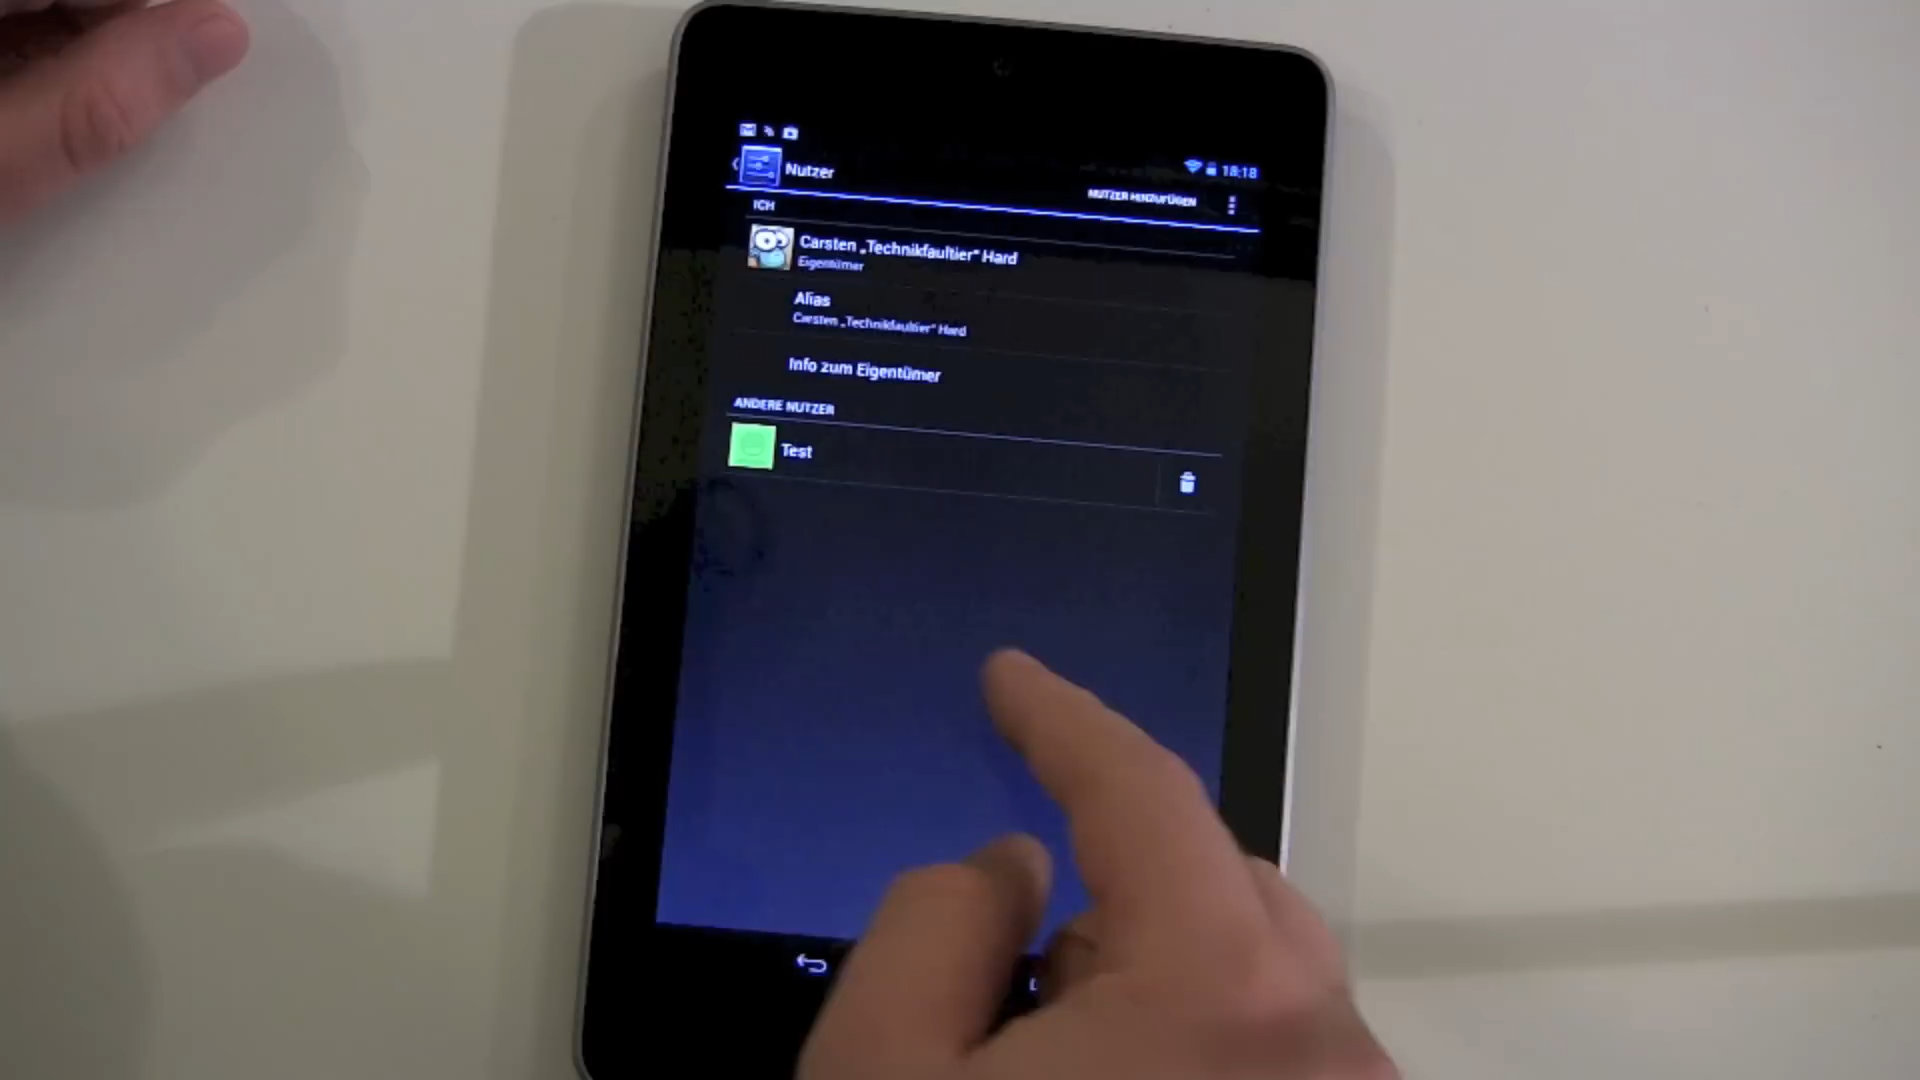 18:18
Nutzer
NUTZER HINZUFÜGEN
ICH
Carsten „Technikfaultier“ Hard
Eigentümer
Alias
Carsten „Technikfaultier“ Hard
Info zum Eigentümer
ANDERE NUTZER
Test